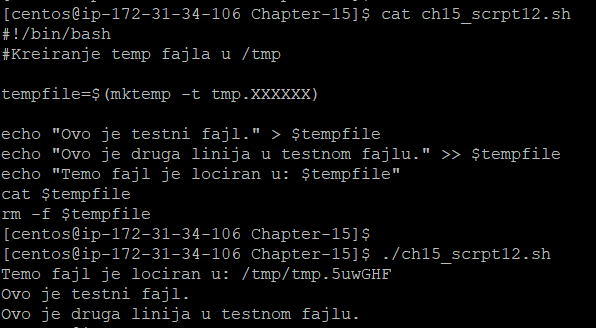 [centos@ip-172-31-34-106 Chapter-15]$ cat ch15_scrpt12.sh
#!/bin/bash
#Kreiranje temp fajla u /tmp
tempfile=$(mktemp -t tmp.XXXXXX)
echo "Ovo je testni fajl." > $tempfile
echo "Ovo je druga linija u testnom fajlu." >> $tempfile
echo "Temo fajl je lociran u: $tempfile"
cat $tempfile
rm -f $tempfile
[centos@ip-172-31-34-106 Chapter-15]$
[centos@ip-172-31-34-106 Chapter-15]$ ./ch15_scrpt12.sh
Temo fajl je lociran u: /tmp/tmp.5uwGHF
Ovo je testni fajl.
Ovo je druga linija u testnom fajlu.